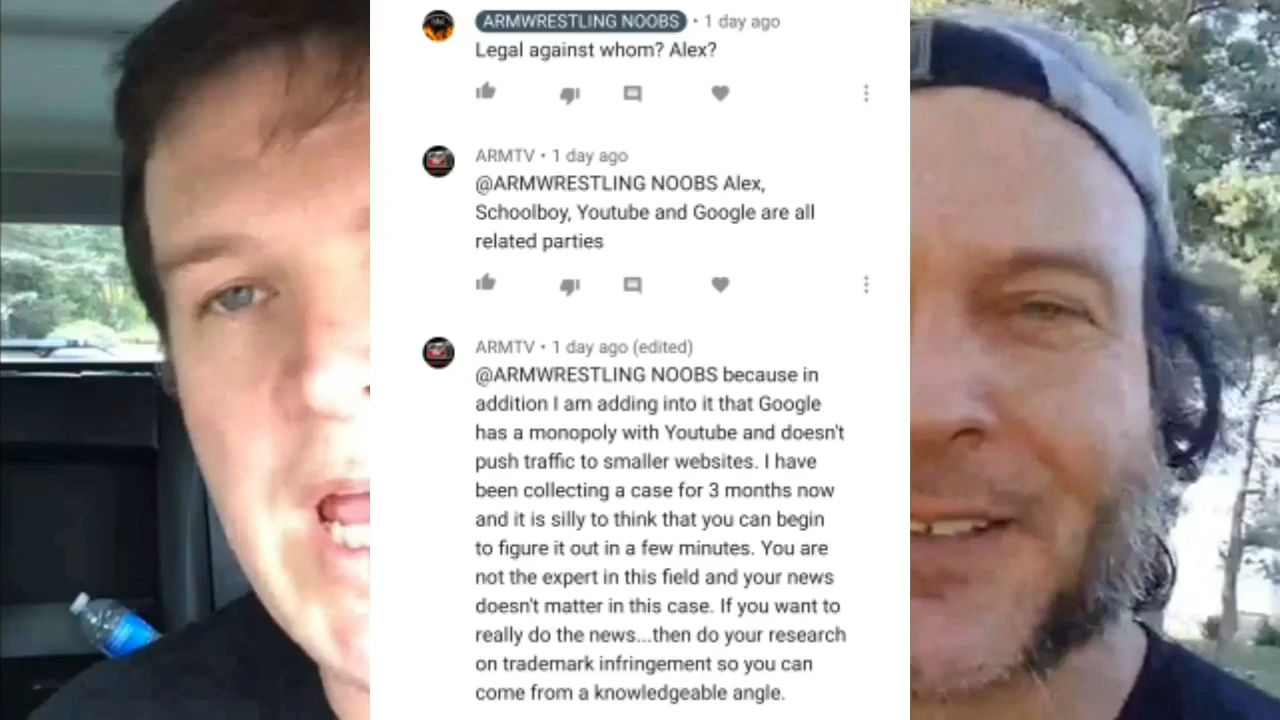 ARMWRESTLING NOOBS • 1 day ago
Legal against whom? Alex?
ARMTV • 1 day ago
@ARMWRESTLING NOOBS Alex,
Schoolboy, Youtube and Google are all
related parties
ARMTV • 1 day ago (edited)
@ARMWRESTLING NOOBS because in
addition I am adding into it that Google
has a monopoly with Youtube and doesn't
push traffic to smaller websites. I have
been collecting a case for 3 months now
and it is silly to think that you can begin
to figure it out in a few minutes. You are
not the expert in this field and your news
doesn't matter in this case. If you want to
really do the news...then do your research
on trademark infringement so you can
come from a knowledgeable angle.